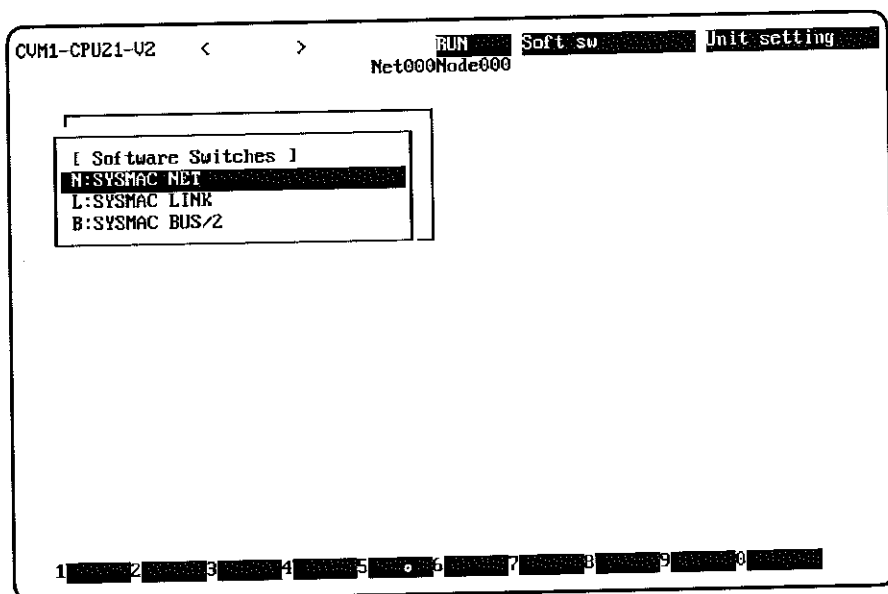 CVM1-CPU21-V2 < > RUN Soft sw Unit setting
Net000Node000
[ Software Switches ]
N:SYSMAC NET
L:SYSMAC LINK
B:SYSMAC BUS/2
1 2 3 4 5 6 7 8 9 0